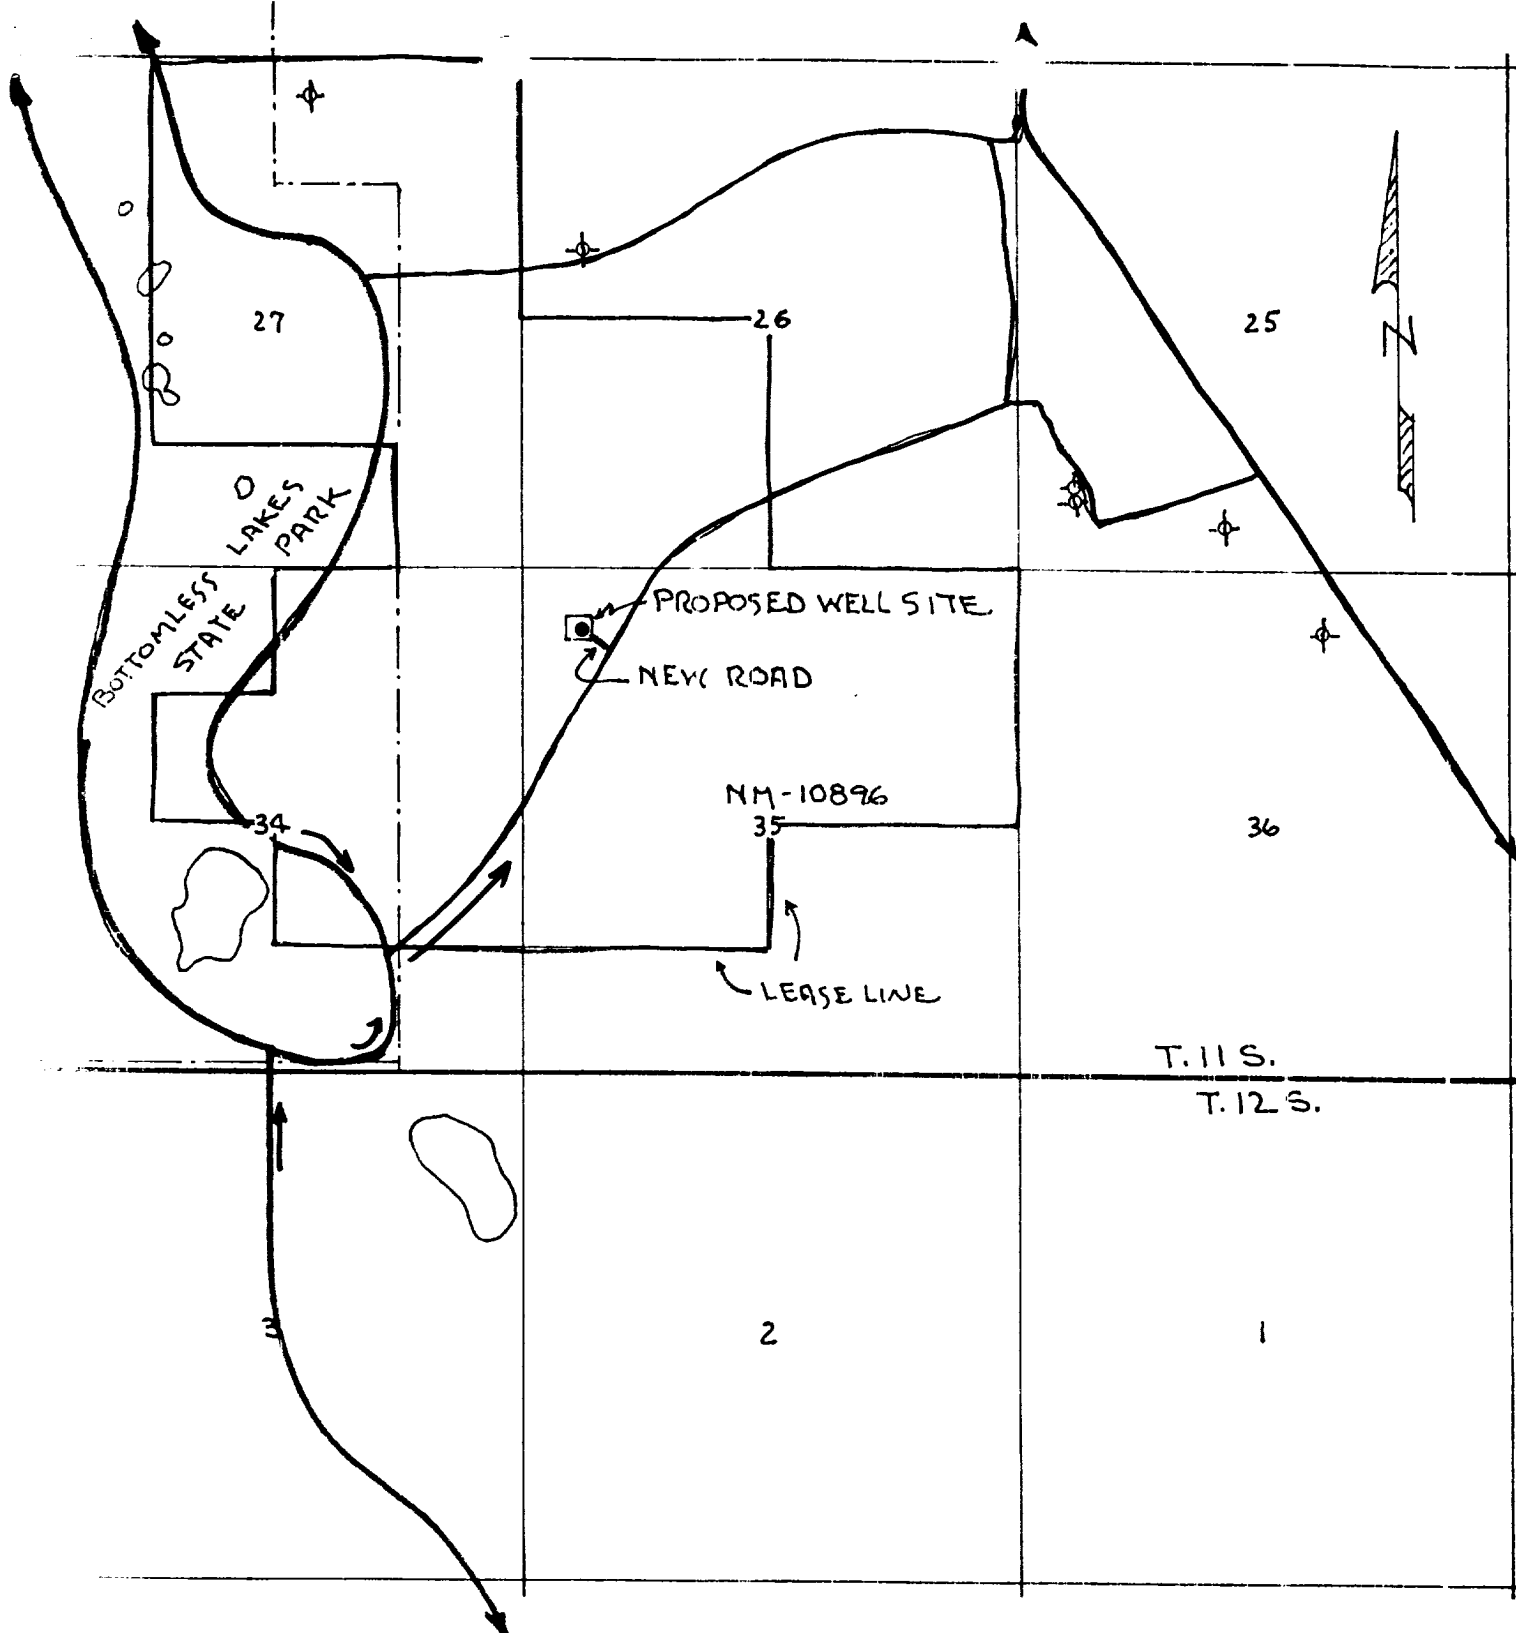 27
26
25
N
BOTTOMLESS LAKES
STATE PARK
PROPOSED WELL SITE
NEW ROAD
NM-10896
34
35
36
LEASE LINE
T. 11 S.
T. 12 S.
3
2
1